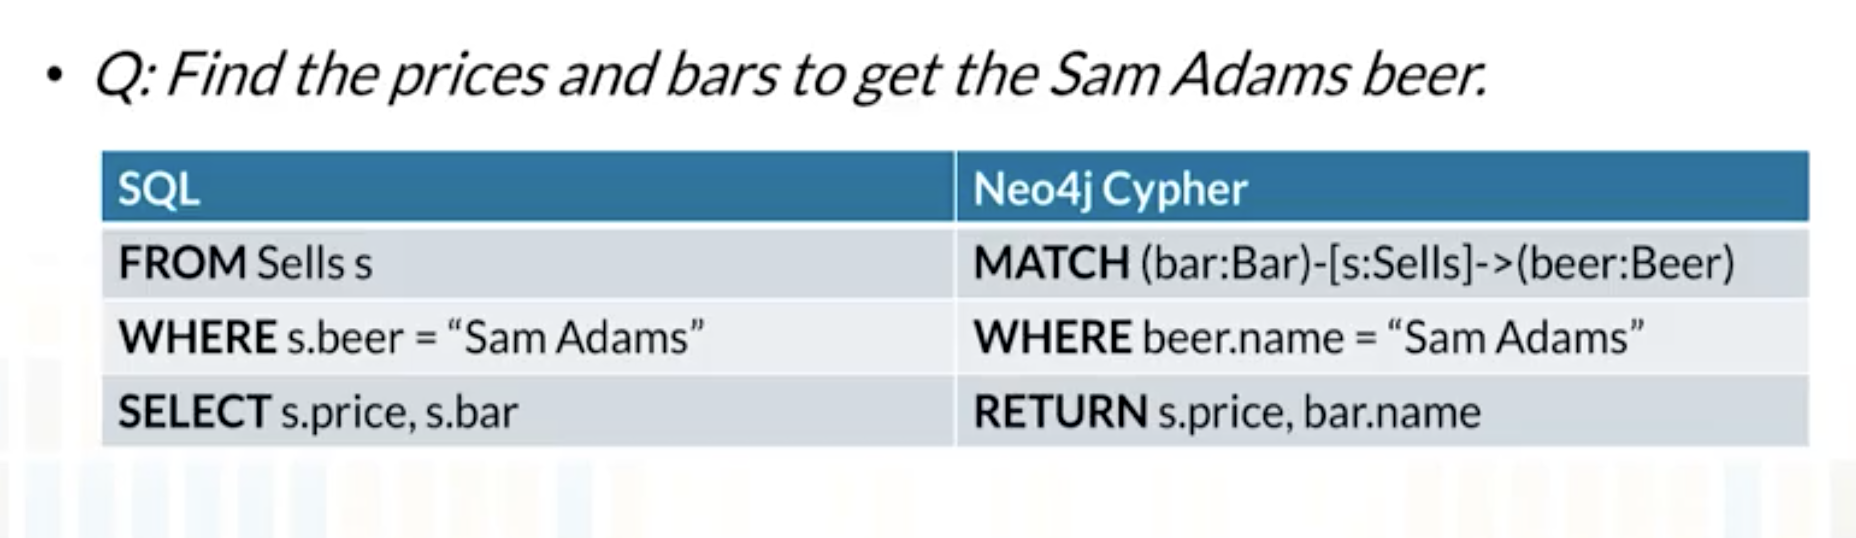 • Q: Find the prices and bars to get the Sam Adams beer.
SQL
Neo4j Cypher
FROM Sells s
MATCH (bar:Bar)-[s:Sells]->(beer:Beer)
WHERE s.beer = “Sam Adams”
WHERE beer.name = “Sam Adams”
SELECT s.price, s.bar
RETURN s.price, bar.name